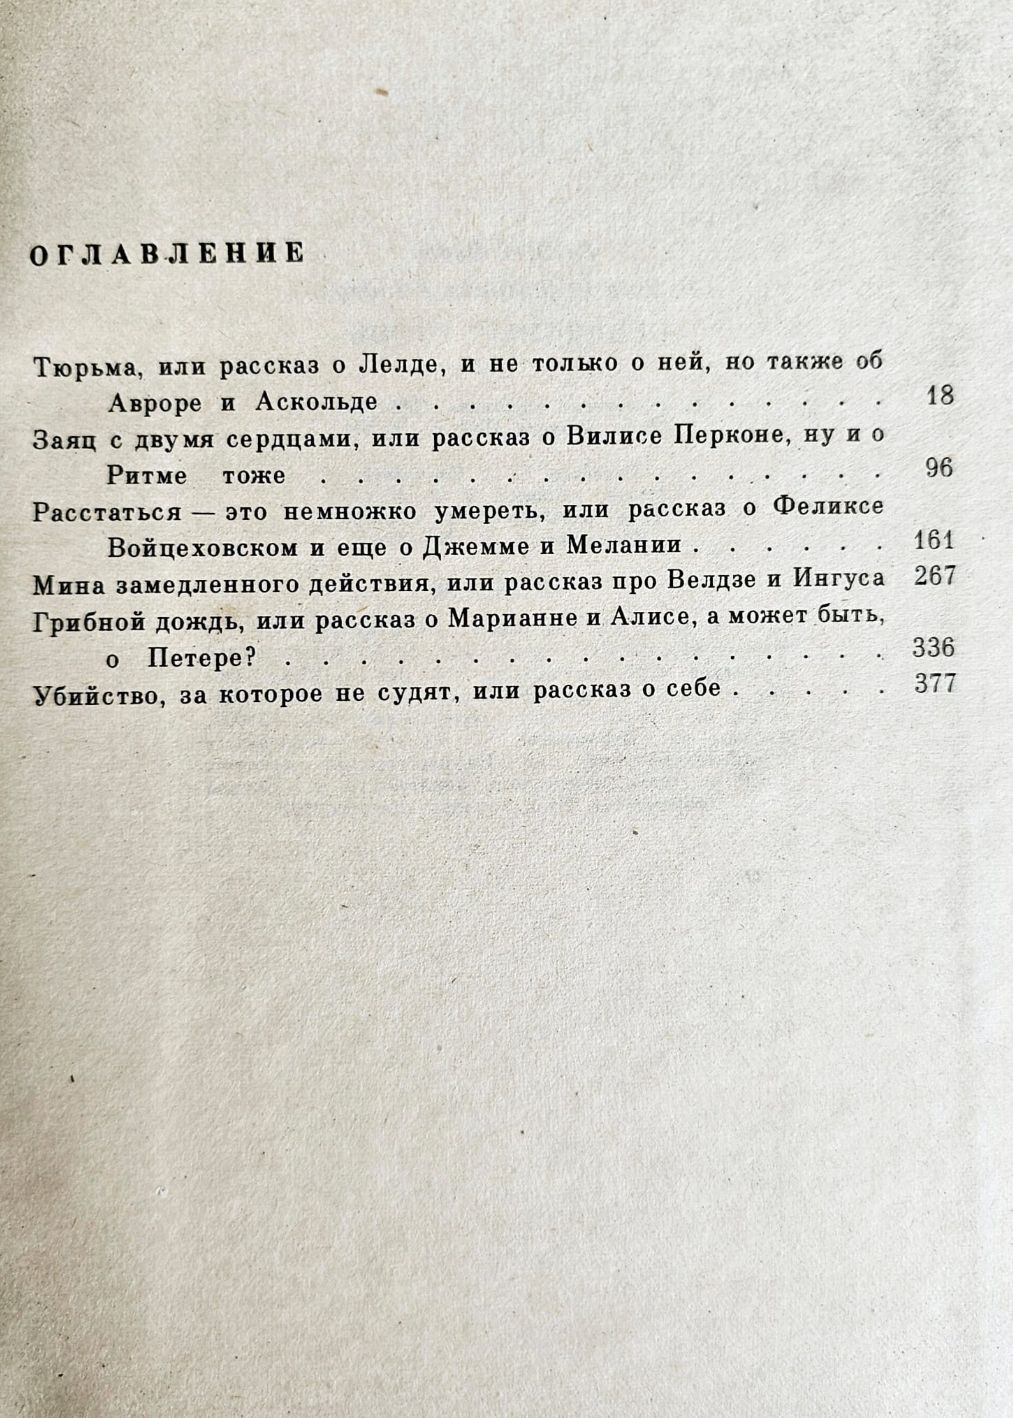 ОГЛАВЛЕНИЕ
Тюрьма, или рассказ о Лелде, и не только о ней, но также об
Авроре и Аскольде . . . . . . . . . . . . . . 18
Заяц с двумя сердцами, или рассказ о Вилисе Перконе, ну и о
Ритме тоже . . . . . . . . . . . . . . . . 96
Расстаться — это немножко умереть, или рассказ о Феликсе
Войцеховском и еще о Джемме и Мелании . . . . . . 161
Мина замедленного действия, или рассказ про Велдзе и Ингуса 267
Грибной дождь, или рассказ о Марианне и Алисе, а может быть,
о Петере? . . . . . . . . . . . . . . . . . 336
Убийство, за которое не судят, или рассказ о себе . . . . . 377